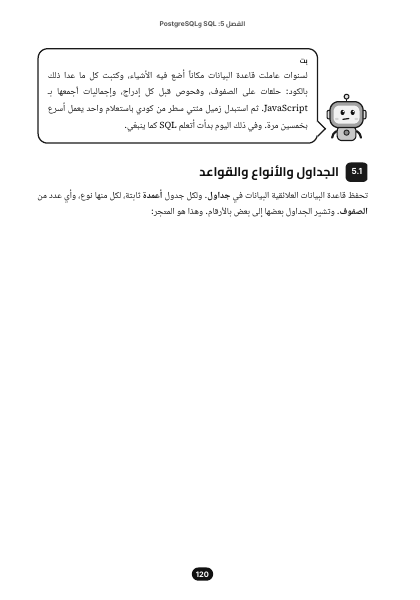 الفصل 5: SQL وPostgreSQL
بِت
لسنوات عاملت قاعدة البيانات مكاناً أضع فيه الأشياء، وكتبت كل ما عدا ذلك
بالكود: حلقات على الصفوف، وفحوص قبل كل إدراج، وإجماليات أجمعها بـ
JavaScript. ثم استبدل زميل مئتي سطر من كودي باستعلام واحد يعمل أسرع
بخمسين مرة. وفي ذلك اليوم بدأت أتعلم SQL كما ينبغي.
5.1 الجداول والأنواع والقواعد
تحفظ قاعدة البيانات العلائقية البيانات في جداول. ولكل جدول أعمدة ثابتة، لكل منها نوع، وأي عدد من
الصفوف. وتشير الجداول بعضها إلى بعض بالأرقام. وهذا هو المتجر:
120